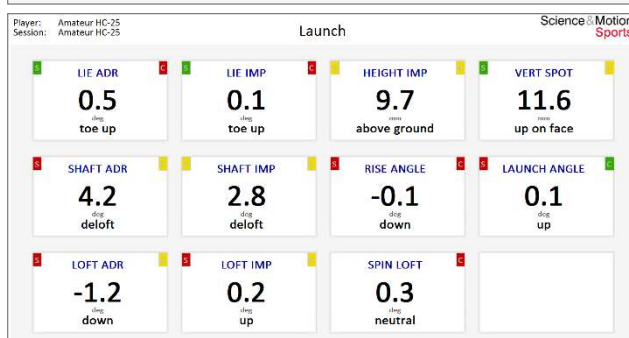 Player: Amateur HC-25
Session: Amateur HC-25
Launch
Science&Motion
Sports
S LIE ADR C
0.5
deg
toe up
S LIE IMP C
0.1
deg
toe up
HEIGHT IMP
9.7
mm
above ground
S VERT SPOT
11.6
mm
up on face
S SHAFT ADR
4.2
deg
deloft
SHAFT IMP
2.8
deg
deloft
S RISE ANGLE C
-0.1
deg
down
S LAUNCH ANGLE C
0.1
deg
up
S LOFT ADR
-1.2
deg
down
S LOFT IMP
0.2
deg
up
SPIN LOFT C
0.3
deg
neutral